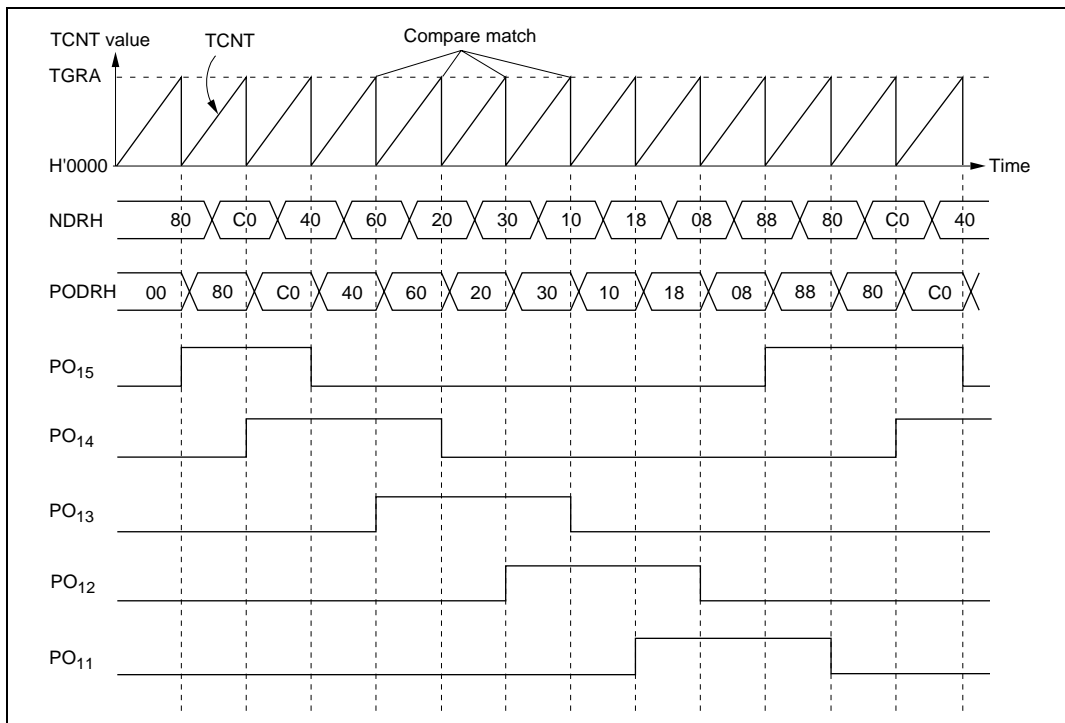 TCNT value
TCNT
Compare match
TGRA
H'0000
Time
NDRH 80 C0 40 60 20 30 10 18 08 88 80 C0 40
PODRH 00 80 C0 40 60 20 30 10 18 08 88 80 C0
PO15
PO14
PO13
PO12
PO11